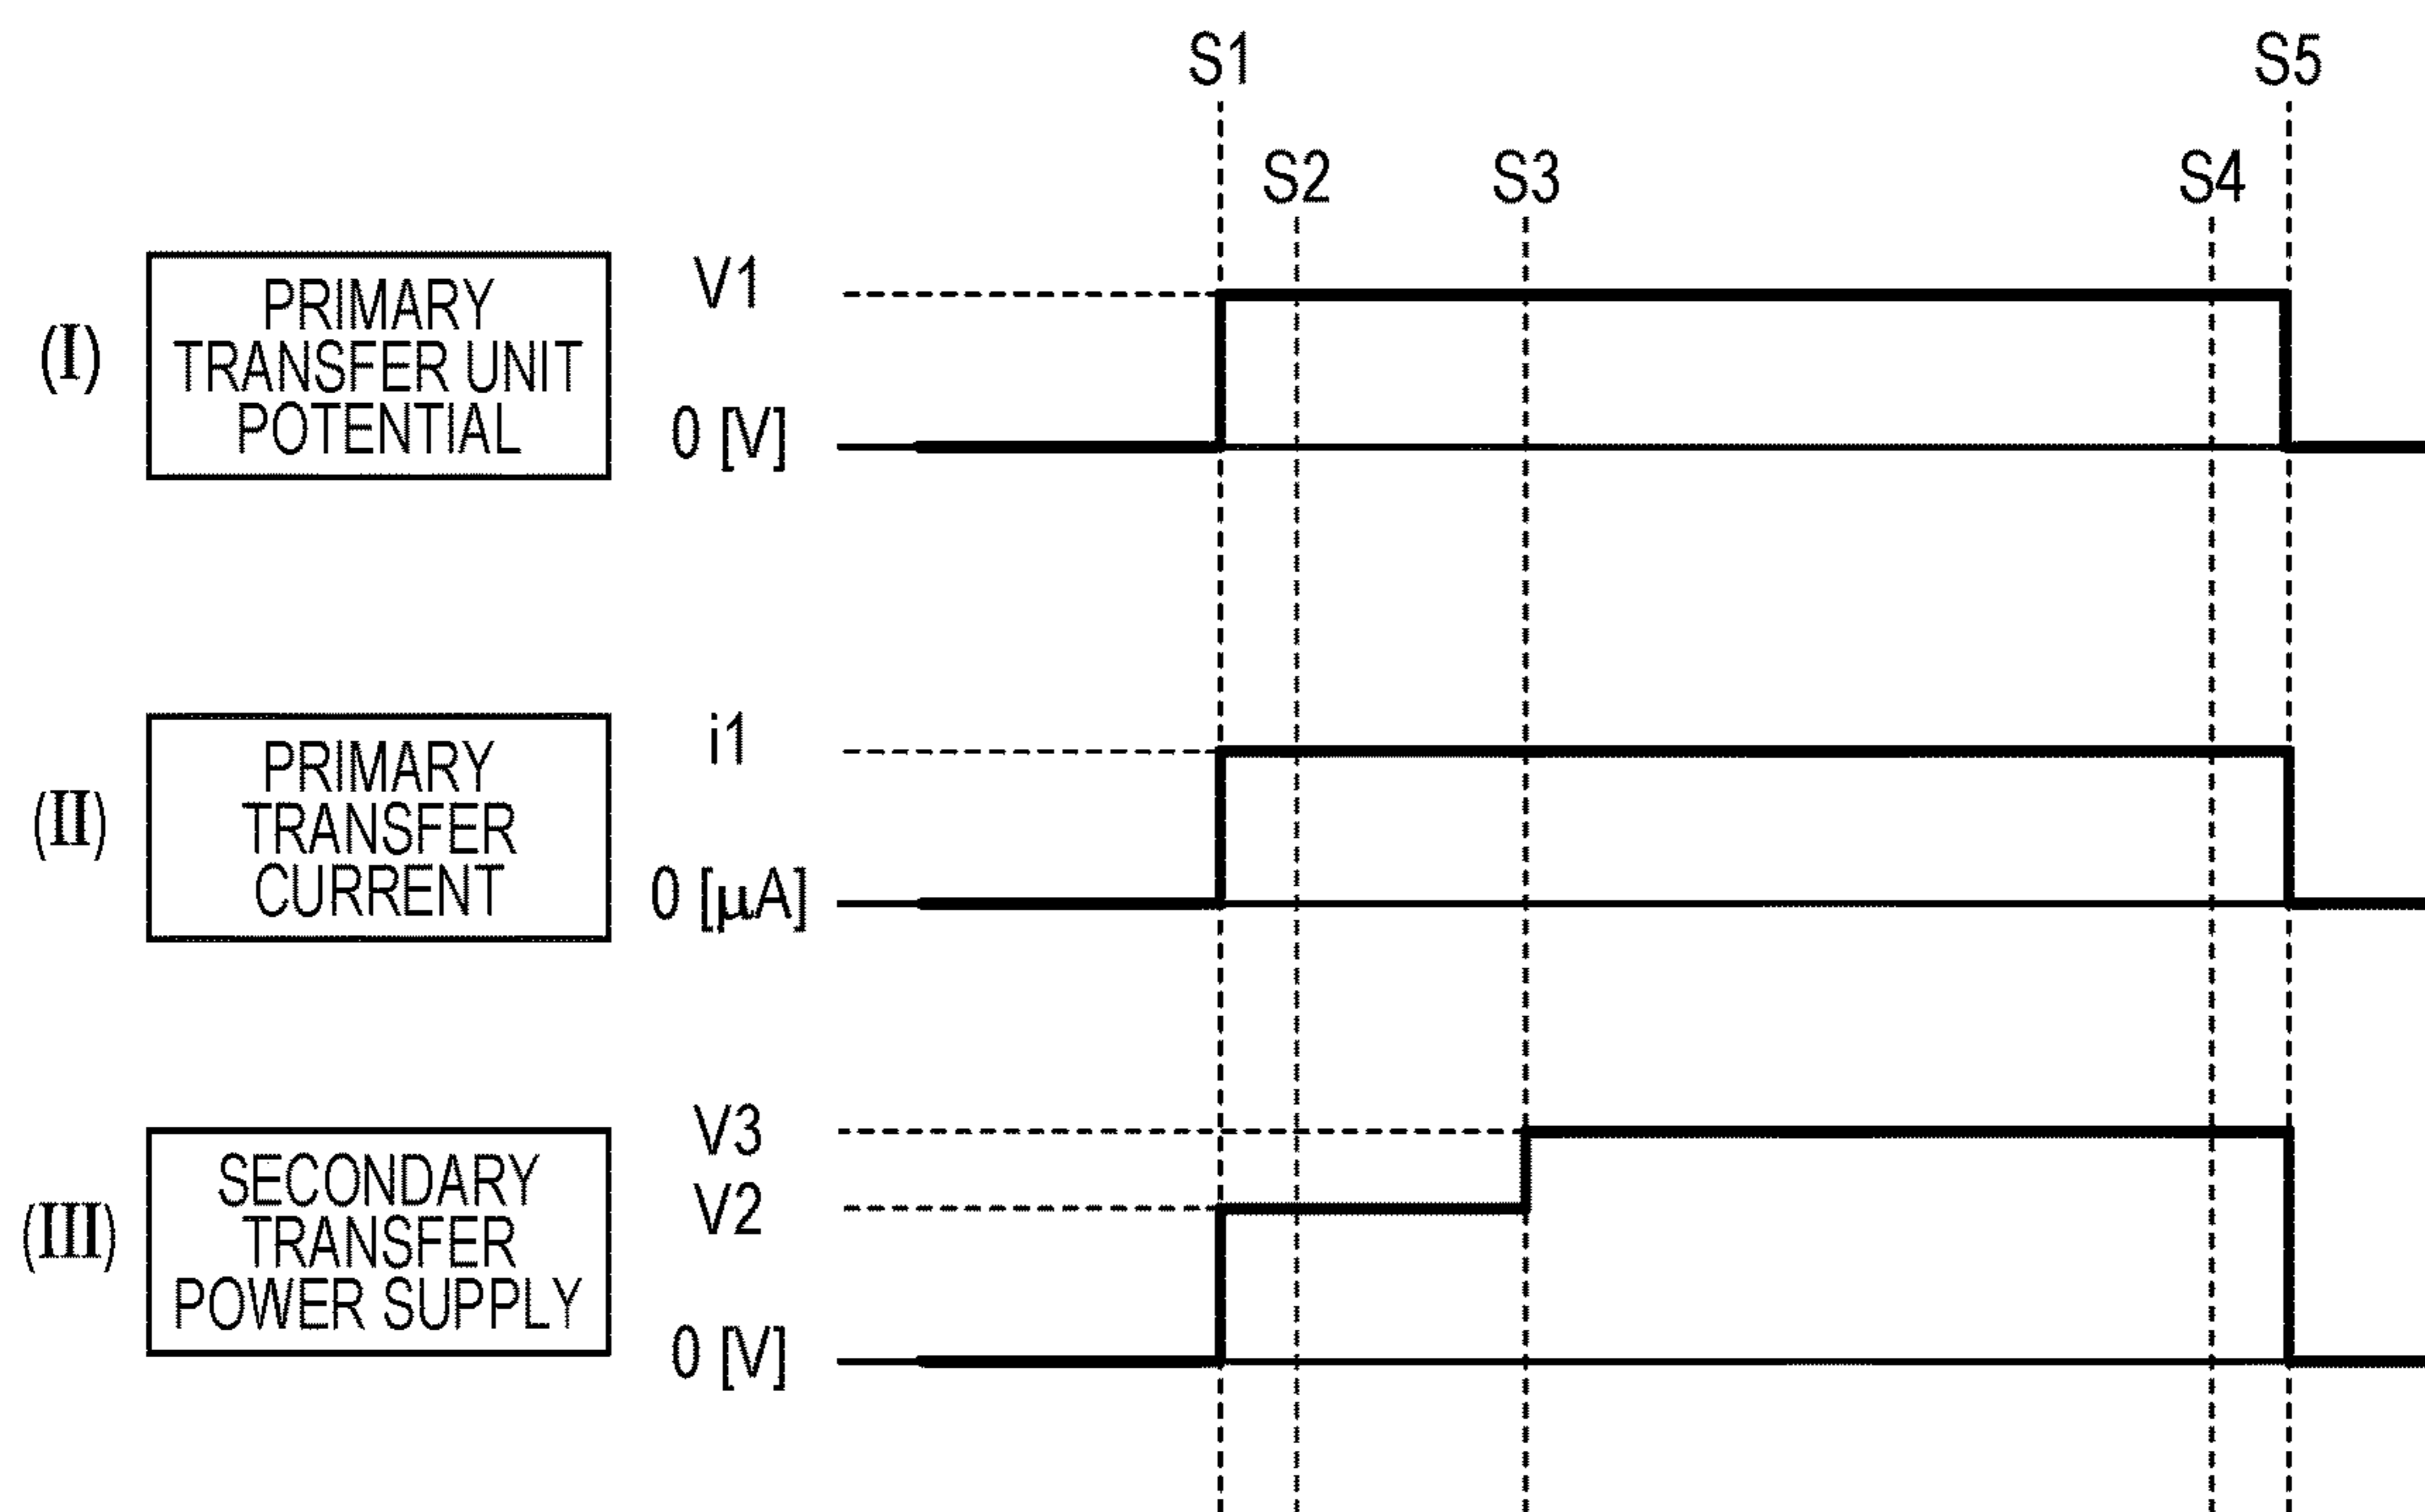 S1
S5
S2
S3
S4
(I)
PRIMARY
TRANSFER UNIT
POTENTIAL
V1
0 [V]
(II)
PRIMARY
TRANSFER
CURRENT
i1
0 [μA]
(III)
SECONDARY
TRANSFER
POWER SUPPLY
V3
V2
0 [V]